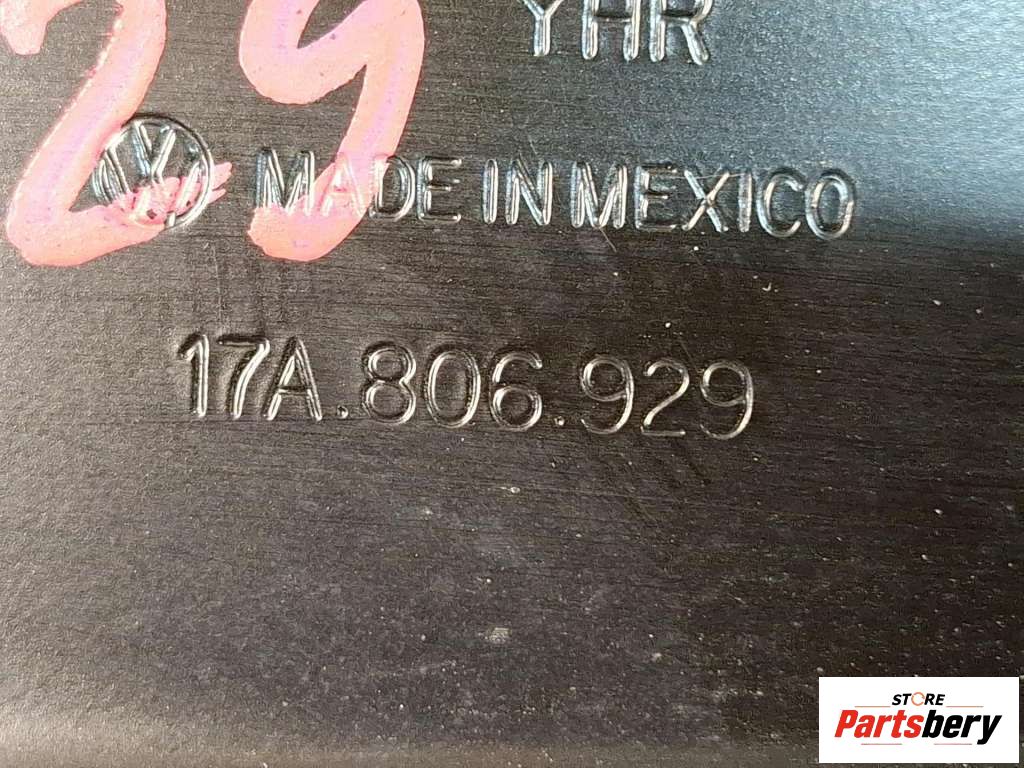 29
YHR
MADE IN MEXICO
17A.806.929
STORE
Partsbery